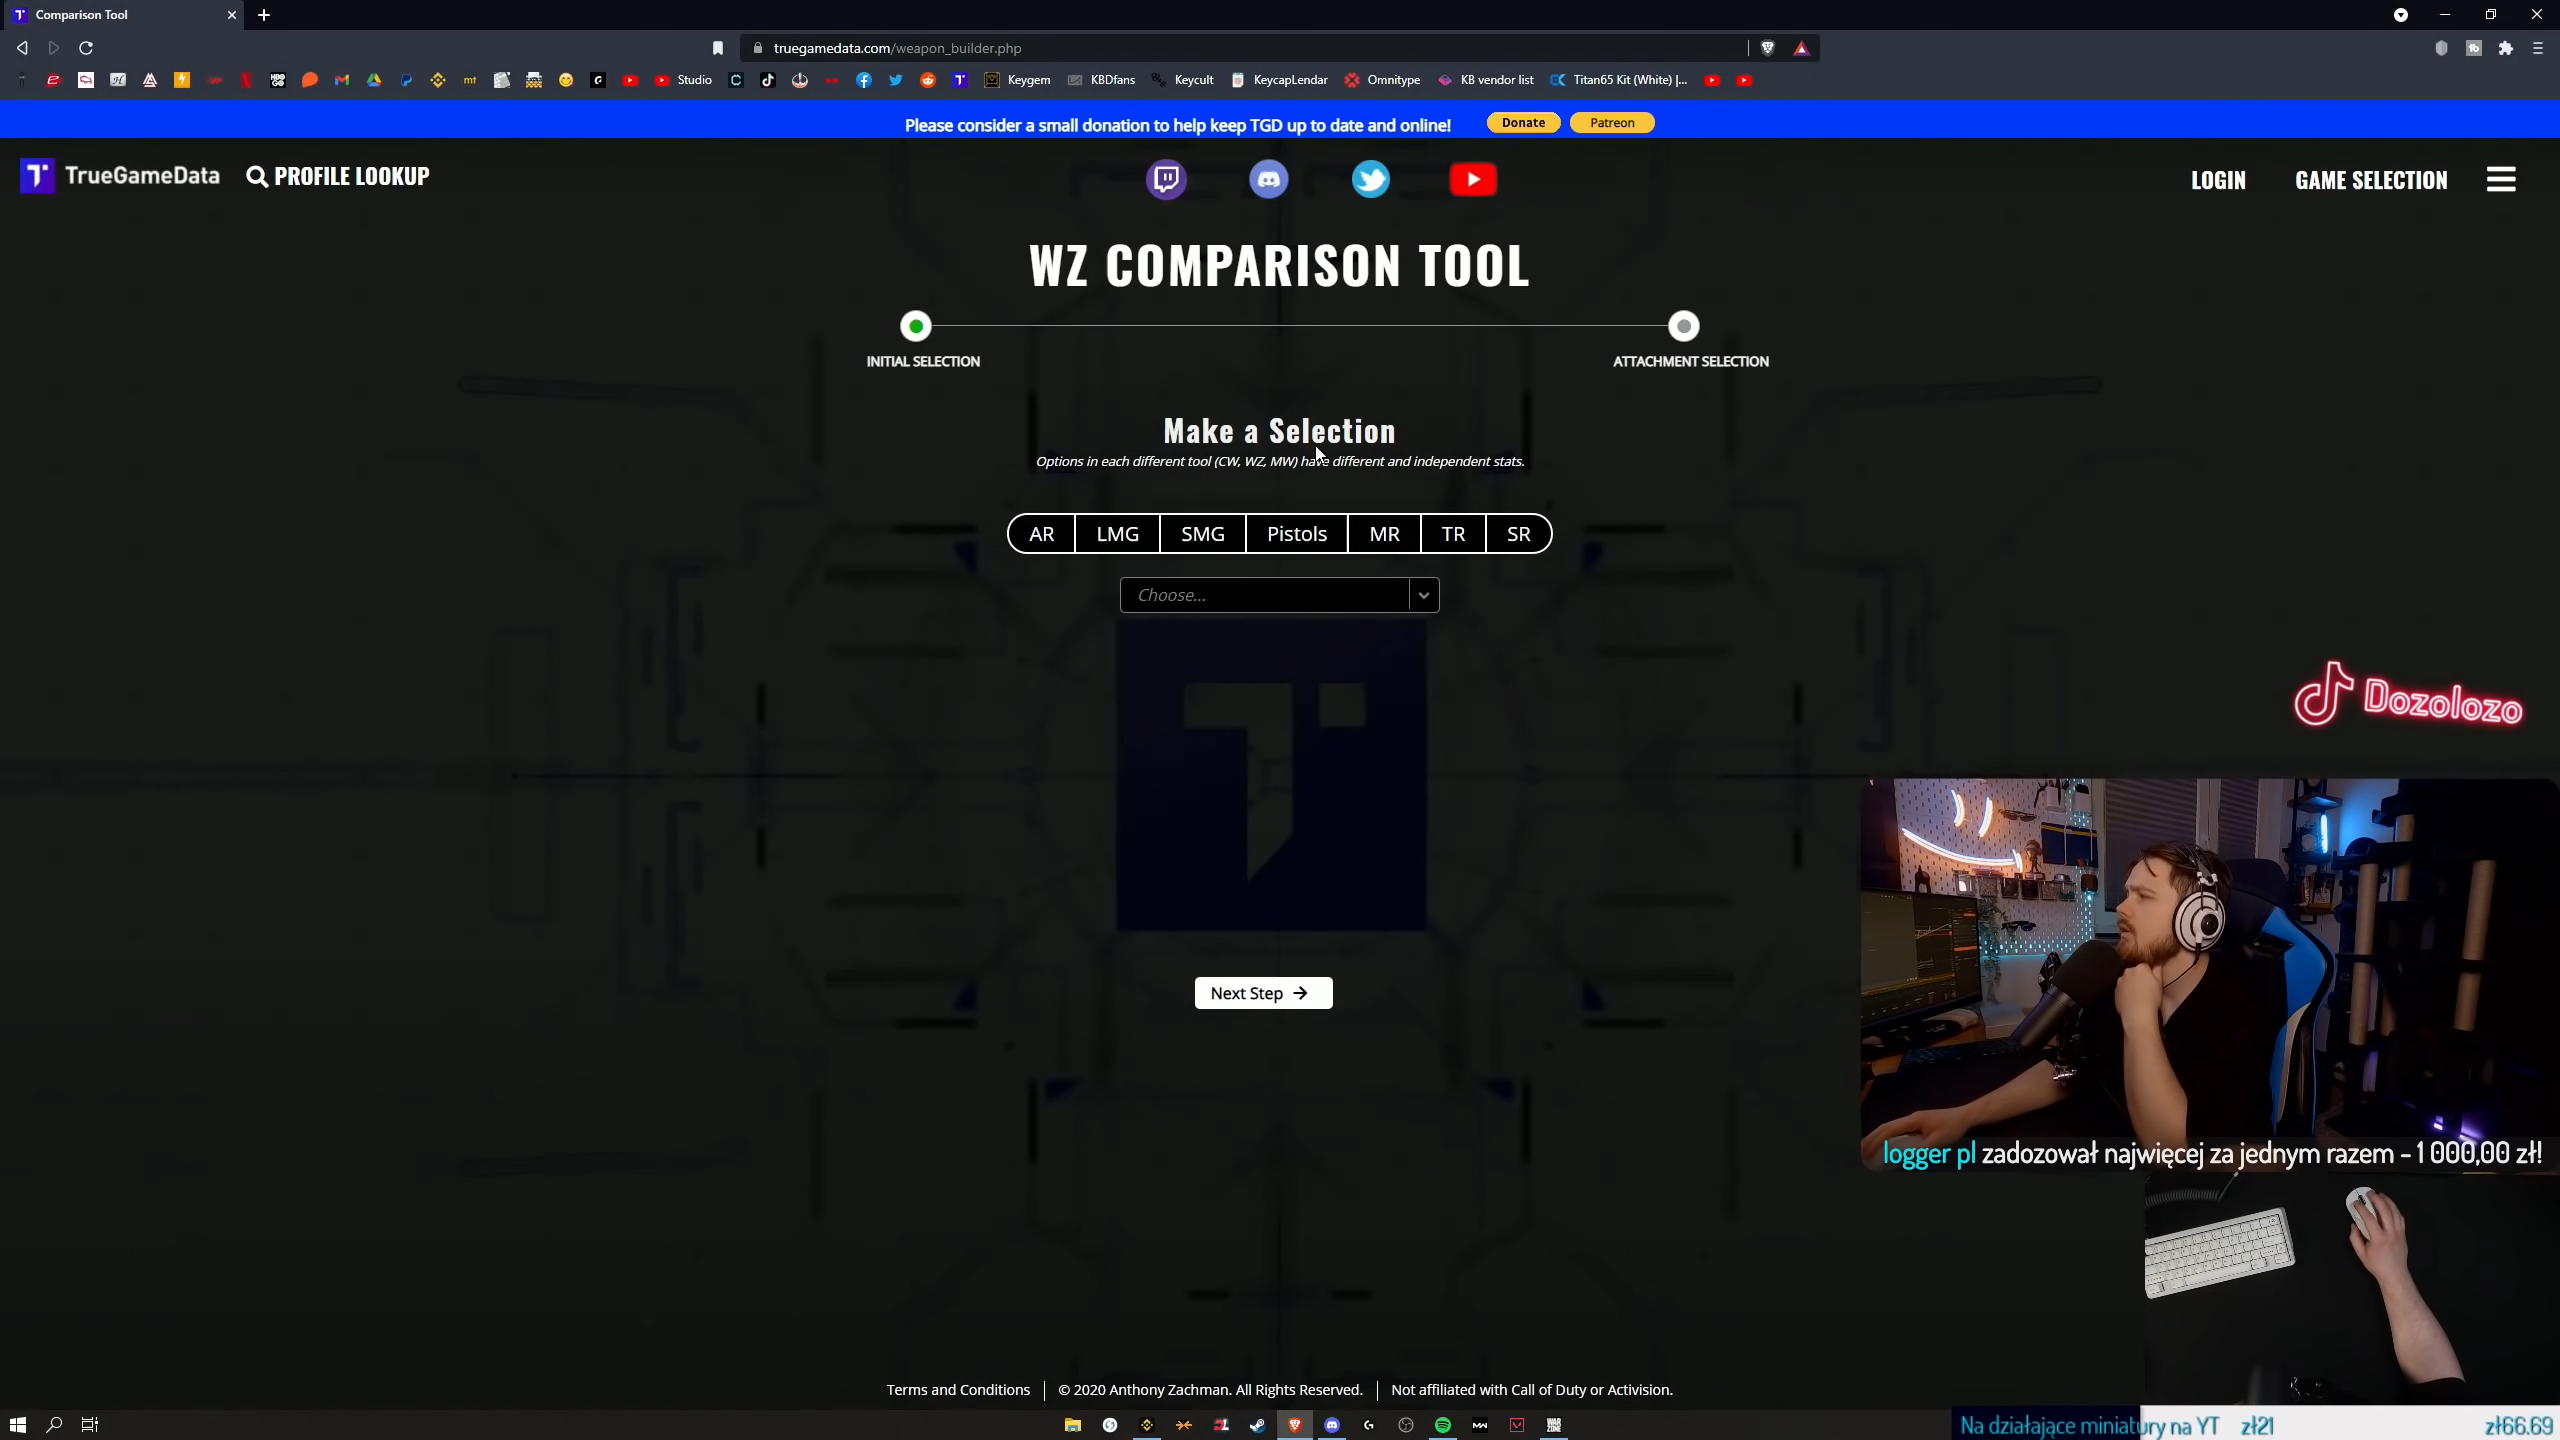 Comparison Tool
truegamedata.com/weapon_builder.php
Studio
Keygem
KBDfans
Keycult
KeycapLendar
Omnitype
KB vendor list
Titan65 Kit (White) |...
Please consider a small donation to help keep TGD up to date and online!
Donate
Patreon
TrueGameData
PROFILE LOOKUP
LOGIN
GAME SELECTION
WZ COMPARISON TOOL
INITIAL SELECTION
ATTACHMENT SELECTION
Make a Selection
Options in each different tool (CW, WZ, MW) have different and independent stats.
AR
LMG
SMG
Pistols
MR
TR
SR
Choose...
Dozolozo
Next Step
logger pl zadozował najwięcej za jednym razem - 1 000,00 zł!
Terms and Conditions
© 2020 Anthony Zachman. All Rights Reserved.
Not affiliated with Call of Duty or Activision.
Na działające miniatury na YT zł21 zł66.69